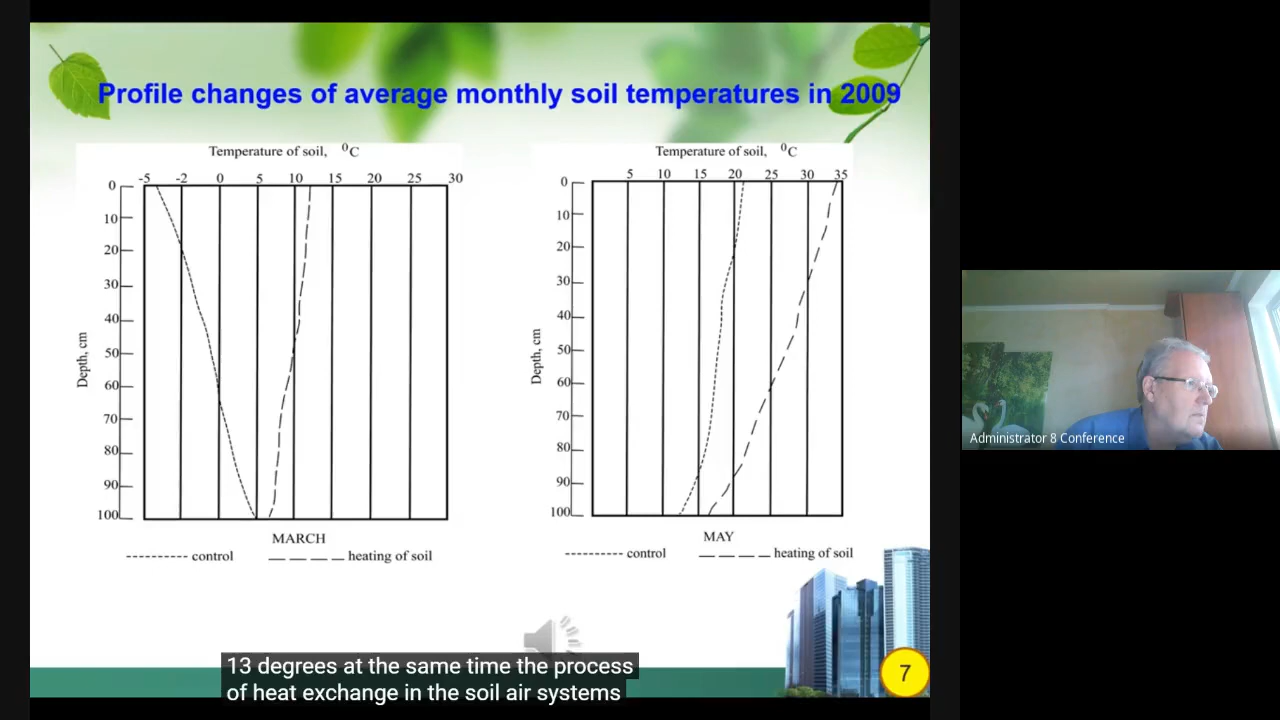 Profile changes of average monthly soil temperatures in 2009
Temperature of soil, ⁰C
-5 -2 0 5 10 15 20 25 30
0
10
20
30
40
50
60
70
80
90
100
Depth, cm
MARCH
control heating of soil
Temperature of soil, ⁰C
5 10 15 20 25 30 35
0
10
20
30
40
50
60
70
80
90
100
Depth, cm
MAY
control heating of soil
13 degrees at the same time the process
of heat exchange in the soil air systems
7
Administrator 8 Conference